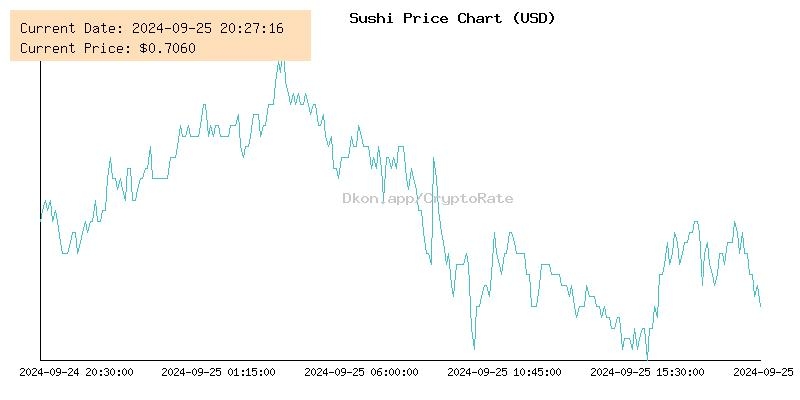 Sushi Price Chart (USD)
Current Date: 2024-09-25 20:27:16
Current Price: $0.7060
Dkon.app/CryptoRate
2024-09-24 20:30:00 2024-09-25 01:15:00 2024-09-25 06:00:00 2024-09-25 10:45:00 2024-09-25 15:30:00 2024-09-25